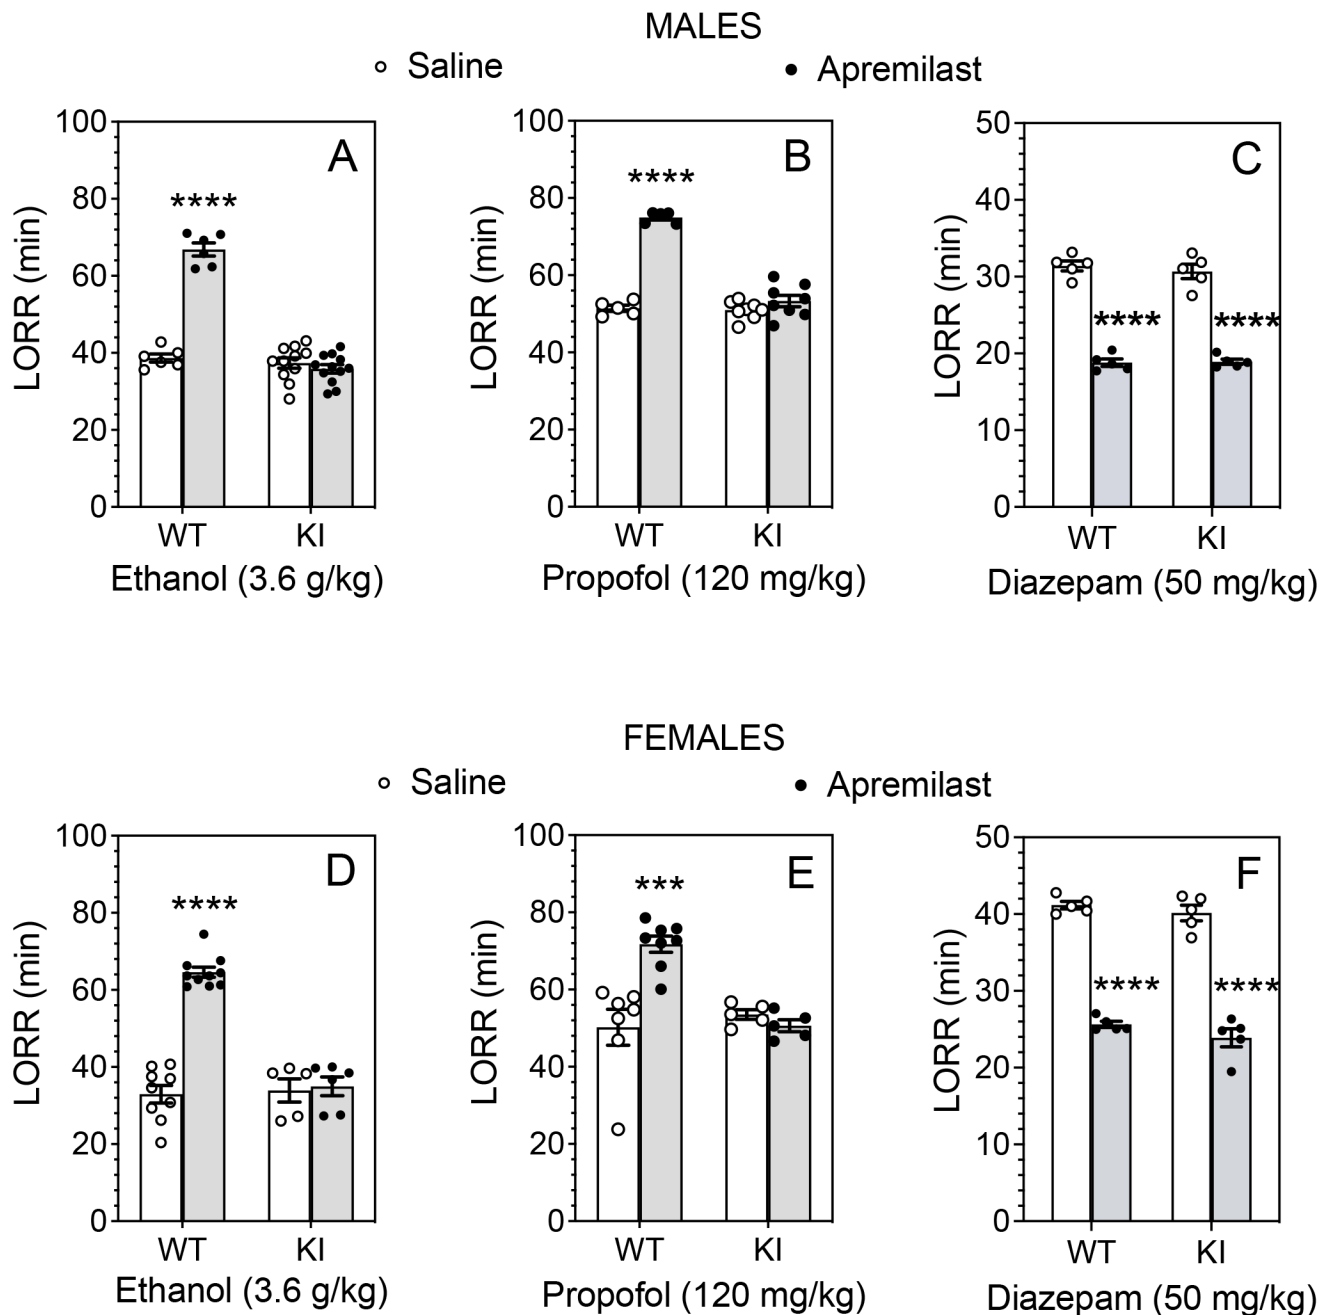 MALES
Saline Apremilast
A
LORR (min)
100
80
60
40
20
0
****
WT KI
Ethanol (3.6 g/kg)
B
LORR (min)
100
80
60
40
20
0
****
WT KI
Propofol (120 mg/kg)
C
LORR (min)
50
40
30
20
10
0
**** ****
WT KI
Diazepam (50 mg/kg)
FEMALES
Saline Apremilast
D
LORR (min)
100
80
60
40
20
0
****
WT KI
Ethanol (3.6 g/kg)
E
LORR (min)
100
80
60
40
20
0
***
WT KI
Propofol (120 mg/kg)
F
LORR (min)
50
40
30
20
10
0
**** ****
WT KI
Diazepam (50 mg/kg)